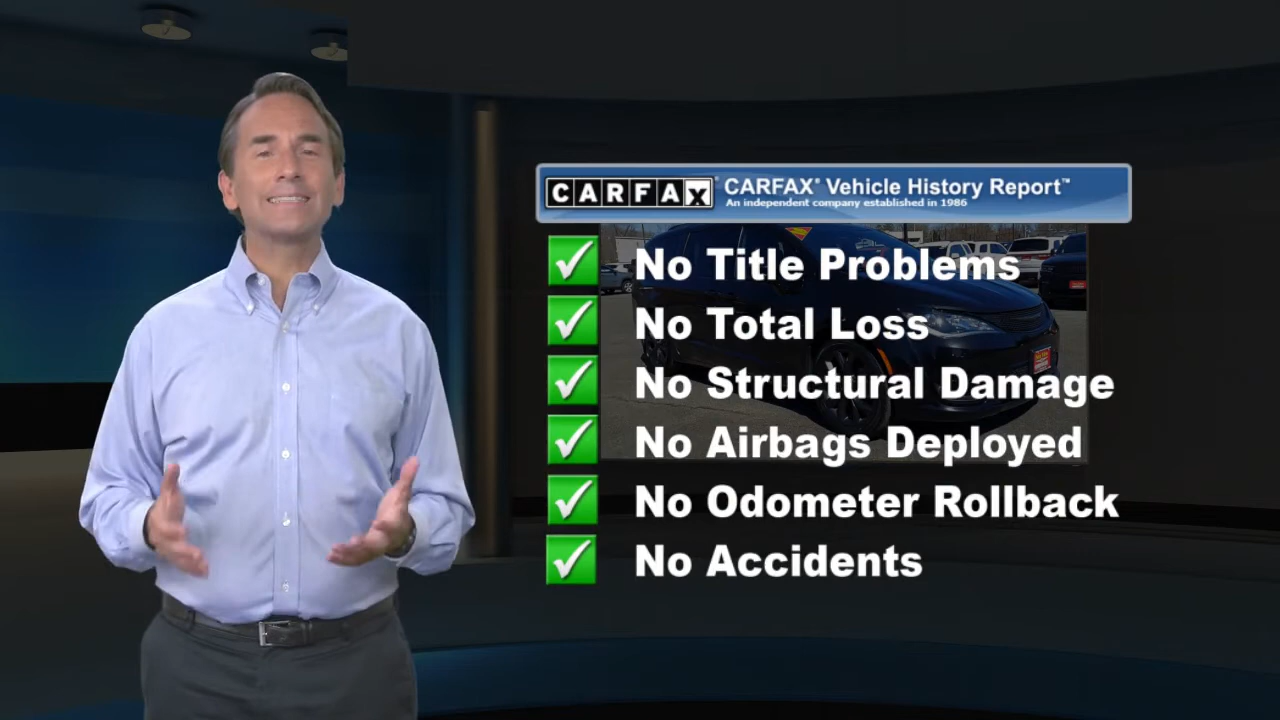 CARFAX® CARFAX® Vehicle History Report™
An independent company established in 1986
No Title Problems
No Total Loss
No Structural Damage
No Airbags Deployed
No Odometer Rollback
No Accidents